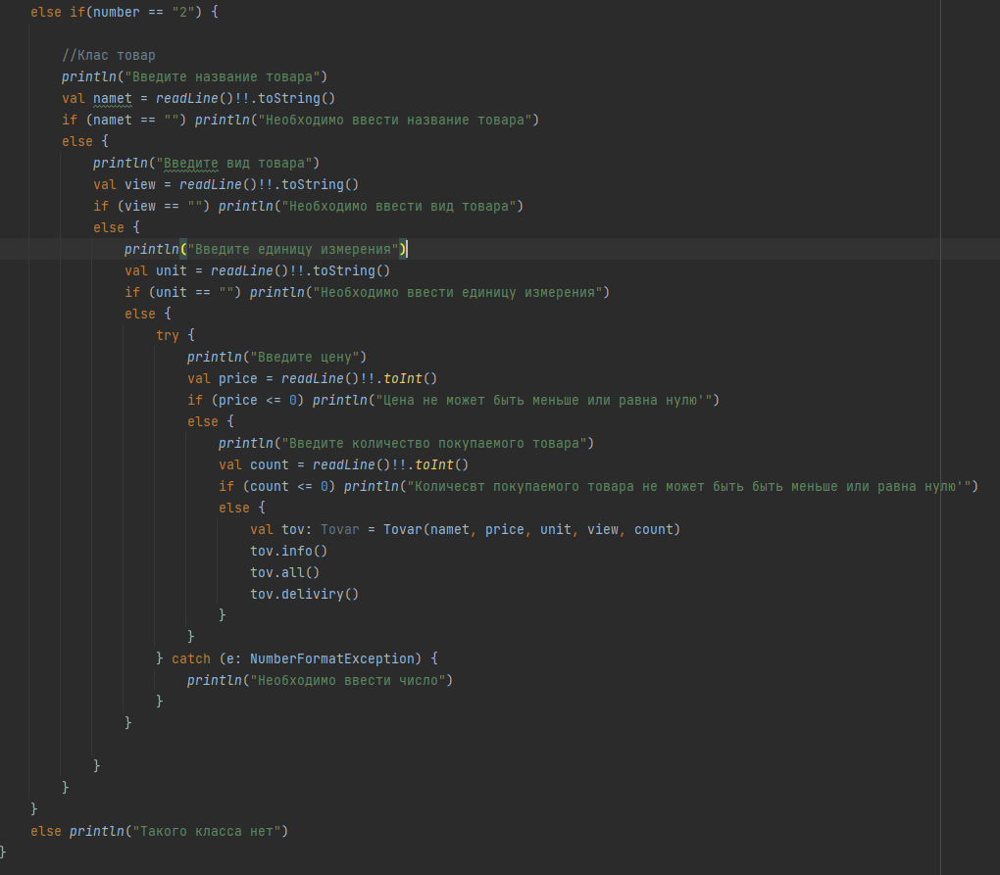 else if(number == "2") {
//Клас товар
println("Введите название товара")
val namet = readLine()!!.toString()
if (namet == "") println("Необходимо ввести название товара")
else {
println("Введите вид товара")
val view = readLine()!!.toString()
if (view == "") println("Необходимо ввести вид товара")
else {
println("Введите единицу измерения")
val unit = readLine()!!.toString()
if (unit == "") println("Необходимо ввести единицу измерения")
else {
try {
println("Введите цену")
val price = readLine()!!.toInt()
if (price <= 0) println("Цена не может быть меньше или равна нулю'")
else {
println("Введите количество покупаемого товара")
val count = readLine()!!.toInt()
if (count <= 0) println("Количесвт покупаемого товара не может быть быть меньше или равна нулю'")
else {
val tov: Tovar = Tovar(namet, price, unit, view, count)
tov.info()
tov.all()
tov.deliviry()
}
}
} catch (e: NumberFormatException) {
println("Необходимо ввести число")
}
}
}
}
}
else println("Такого класса нет")
}